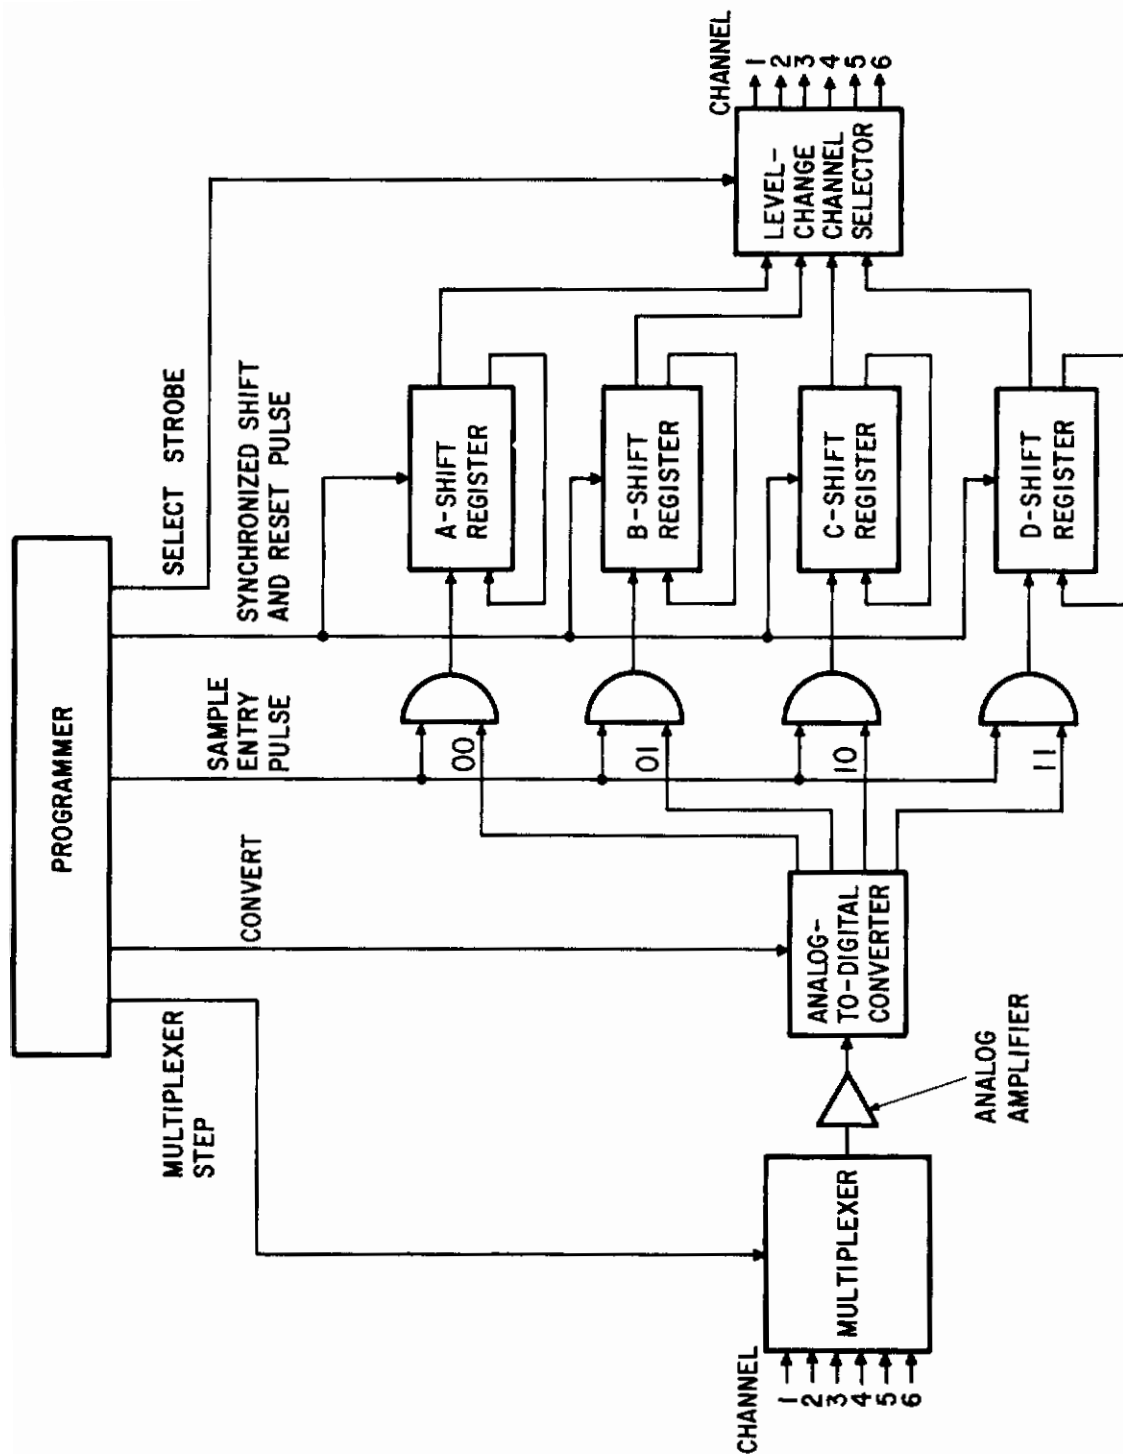 PROGRAMMER
MULTIPLEXER
STEP
CONVERT
SAMPLE
ENTRY
PULSE
SYNCHRONIZED SHIFT
AND RESET PULSE
SELECT STROBE
00
01
10
11
A-SHIFT
REGISTER
B-SHIFT
REGISTER
C-SHIFT
REGISTER
D-SHIFT
REGISTER
CHANNEL
1
2
3
4
5
6
MULTIPLEXER
ANALOG
AMPLIFIER
ANALOG-
TO-DIGITAL
CONVERTER
LEVEL-
CHANGE
CHANNEL
SELECTOR
CHANNEL
1
2
3
4
5
6